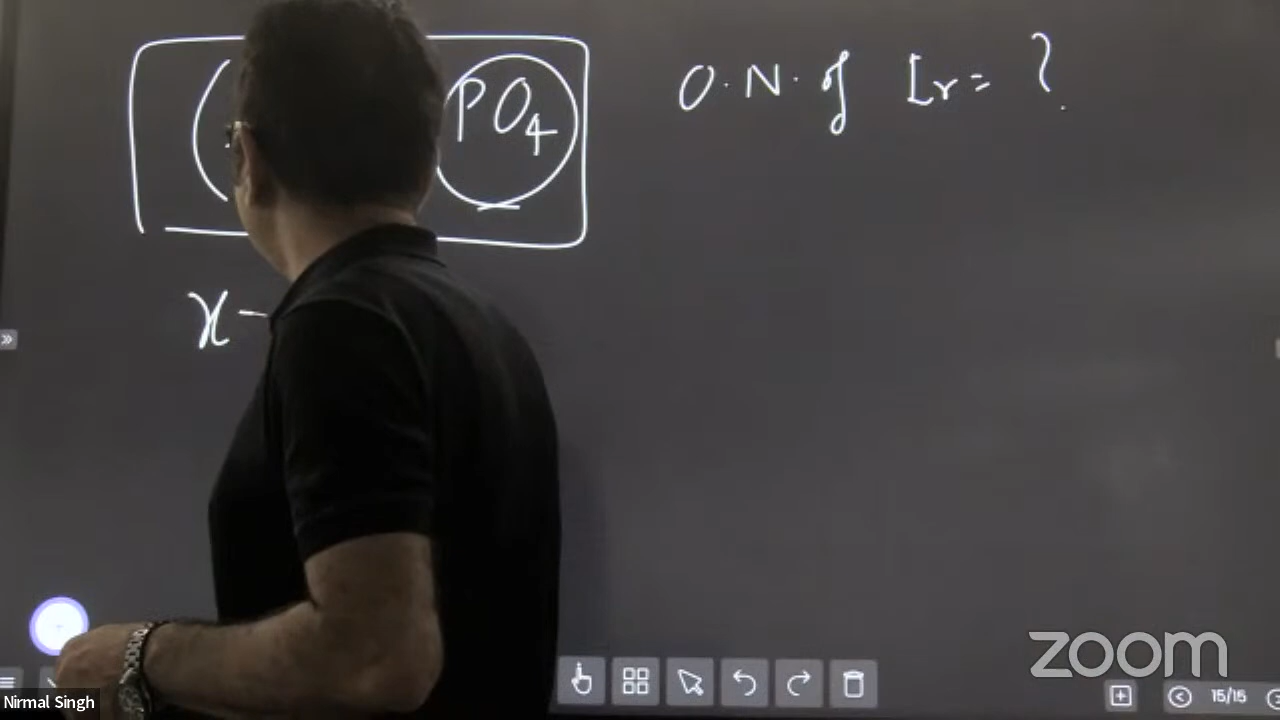 ( PO4 O.N. of Ir = ?
x-
zoom
15/15
Nirmal Singh